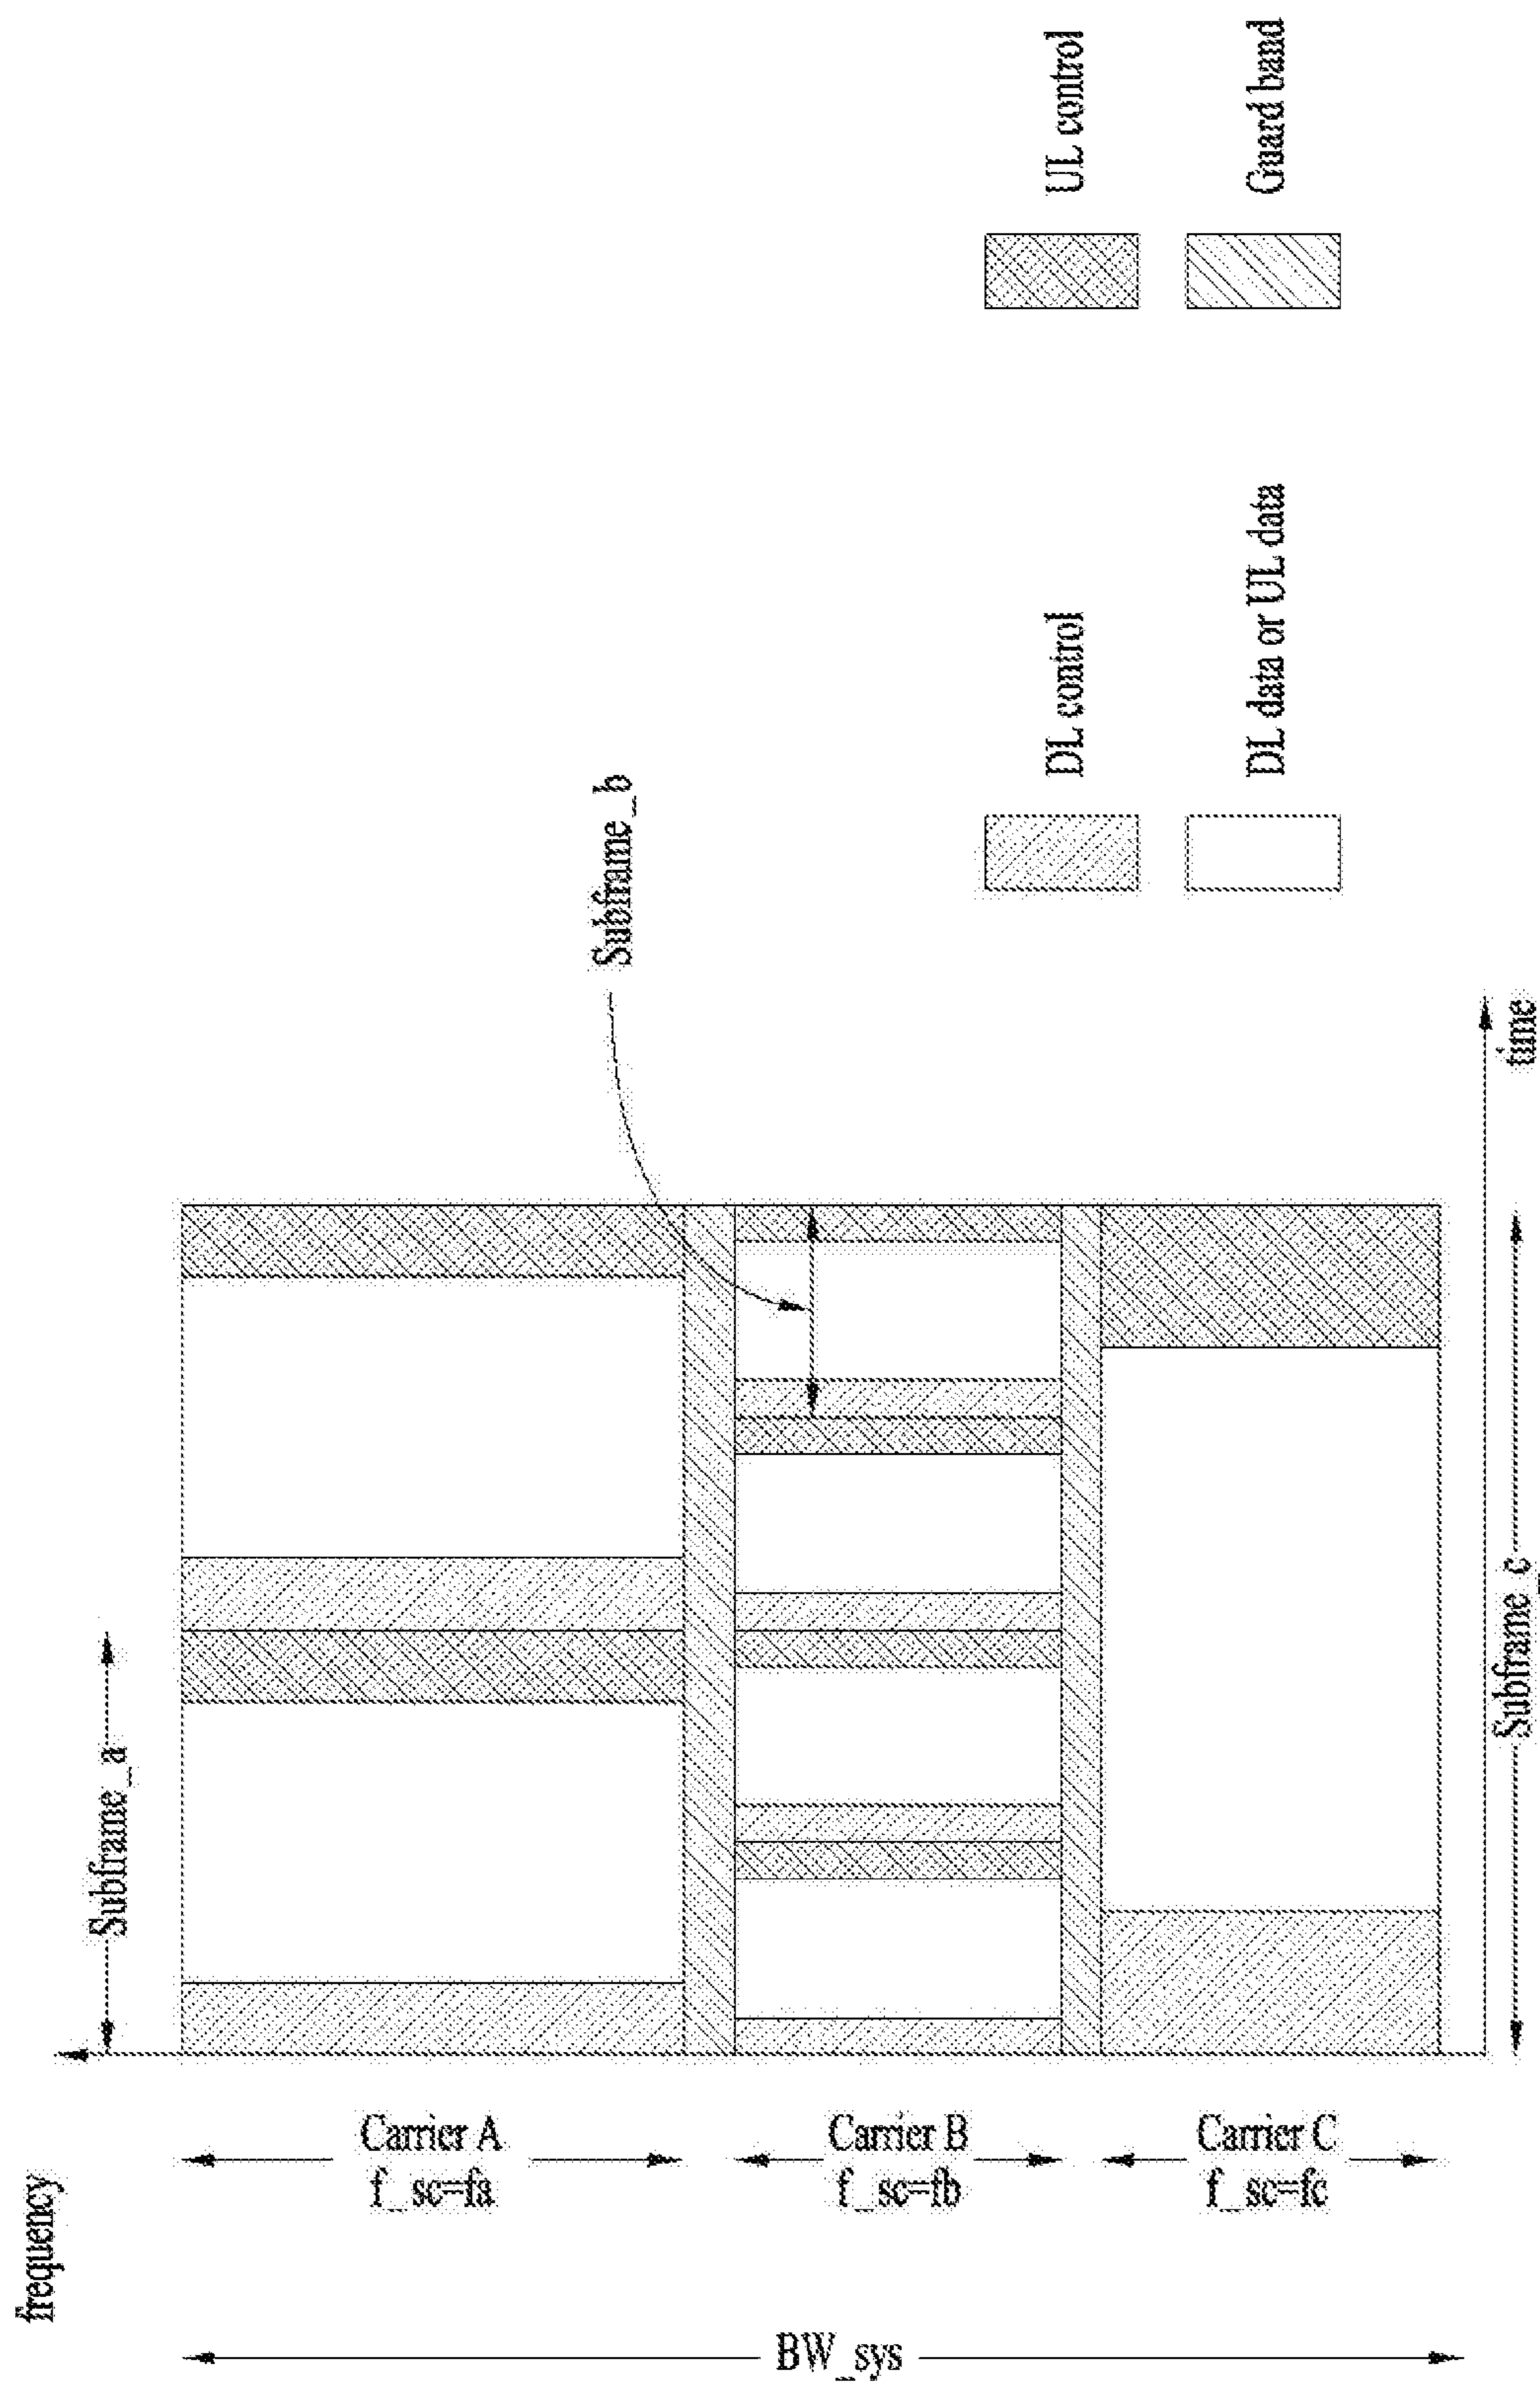 frequency
BW_sys
Carrier A
f_sc=fa
Carrier B
f_sc=fb
Carrier C
f_sc=fc
Subframe_a
Subframe_b
Subframe_c
time
DL control
UL control
DL data or UL data
Guard band